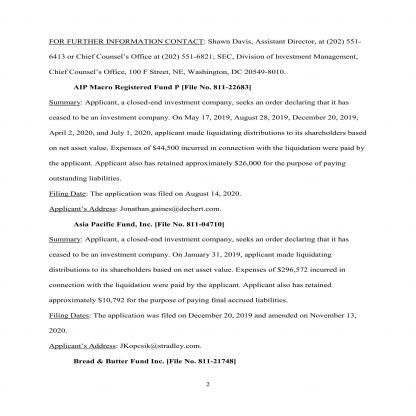 FOR FURTHER INFORMATION CONTACT: Shawn Davis, Assistant Director, at (202) 551-
6413 or Chief Counsel's Office at (202) 551-6821; SEC, Division of Investment Management,
Chief Counsel's Office, 100 F Street, NE, Washington, DC 20549-8010.
AIP Macro Registered Fund P [File No. 811-22683]
Summary: Applicant, a closed-end investment company, seeks an order declaring that it has
ceased to be an investment company. On May 17, 2019, August 28, 2019, December 20, 2019,
April 2, 2020, and July 1, 2020, applicant made liquidating distributions to its shareholders based
on net asset value. Expenses of $44,500 incurred in connection with the liquidation were paid by
the applicant. Applicant also has retained approximately $26,000 for the purpose of paying
outstanding liabilities.
Filing Date: The application was filed on August 14, 2020.
Applicant's Address: Jonathan.gaines@dechert.com.
Asia Pacific Fund, Inc. [File No. 811-04710]
Summary: Applicant, a closed-end investment company, seeks an order declaring that it has
ceased to be an investment company. On January 31, 2019, applicant made liquidating
distributions to its shareholders based on net asset value. Expenses of $296,572 incurred in
connection with the liquidation were paid by the applicant. Applicant also has retained
approximately $10,792 for the purpose of paying final accrued liabilities.
Filing Dates: The application was filed on December 20, 2019 and amended on November 13,
2020.
Applicant's Address: JKopcsik@stradley.com.
Bread & Butter Fund Inc. [File No. 811-21748]
2